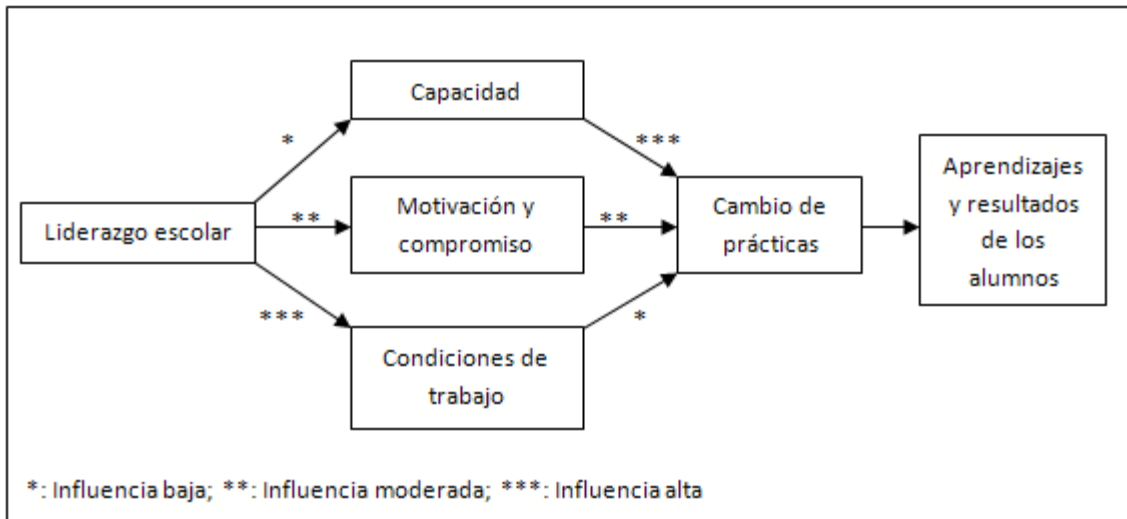 Capacidad
*
***
Aprendizajes
y resultados
de los
alumnos
Liderazgo escolar
**
Motivación y
compromiso
**
Cambio de
prácticas
***
*
Condiciones de
trabajo
*: Influencia baja; **: Influencia moderada; ***: Influencia alta